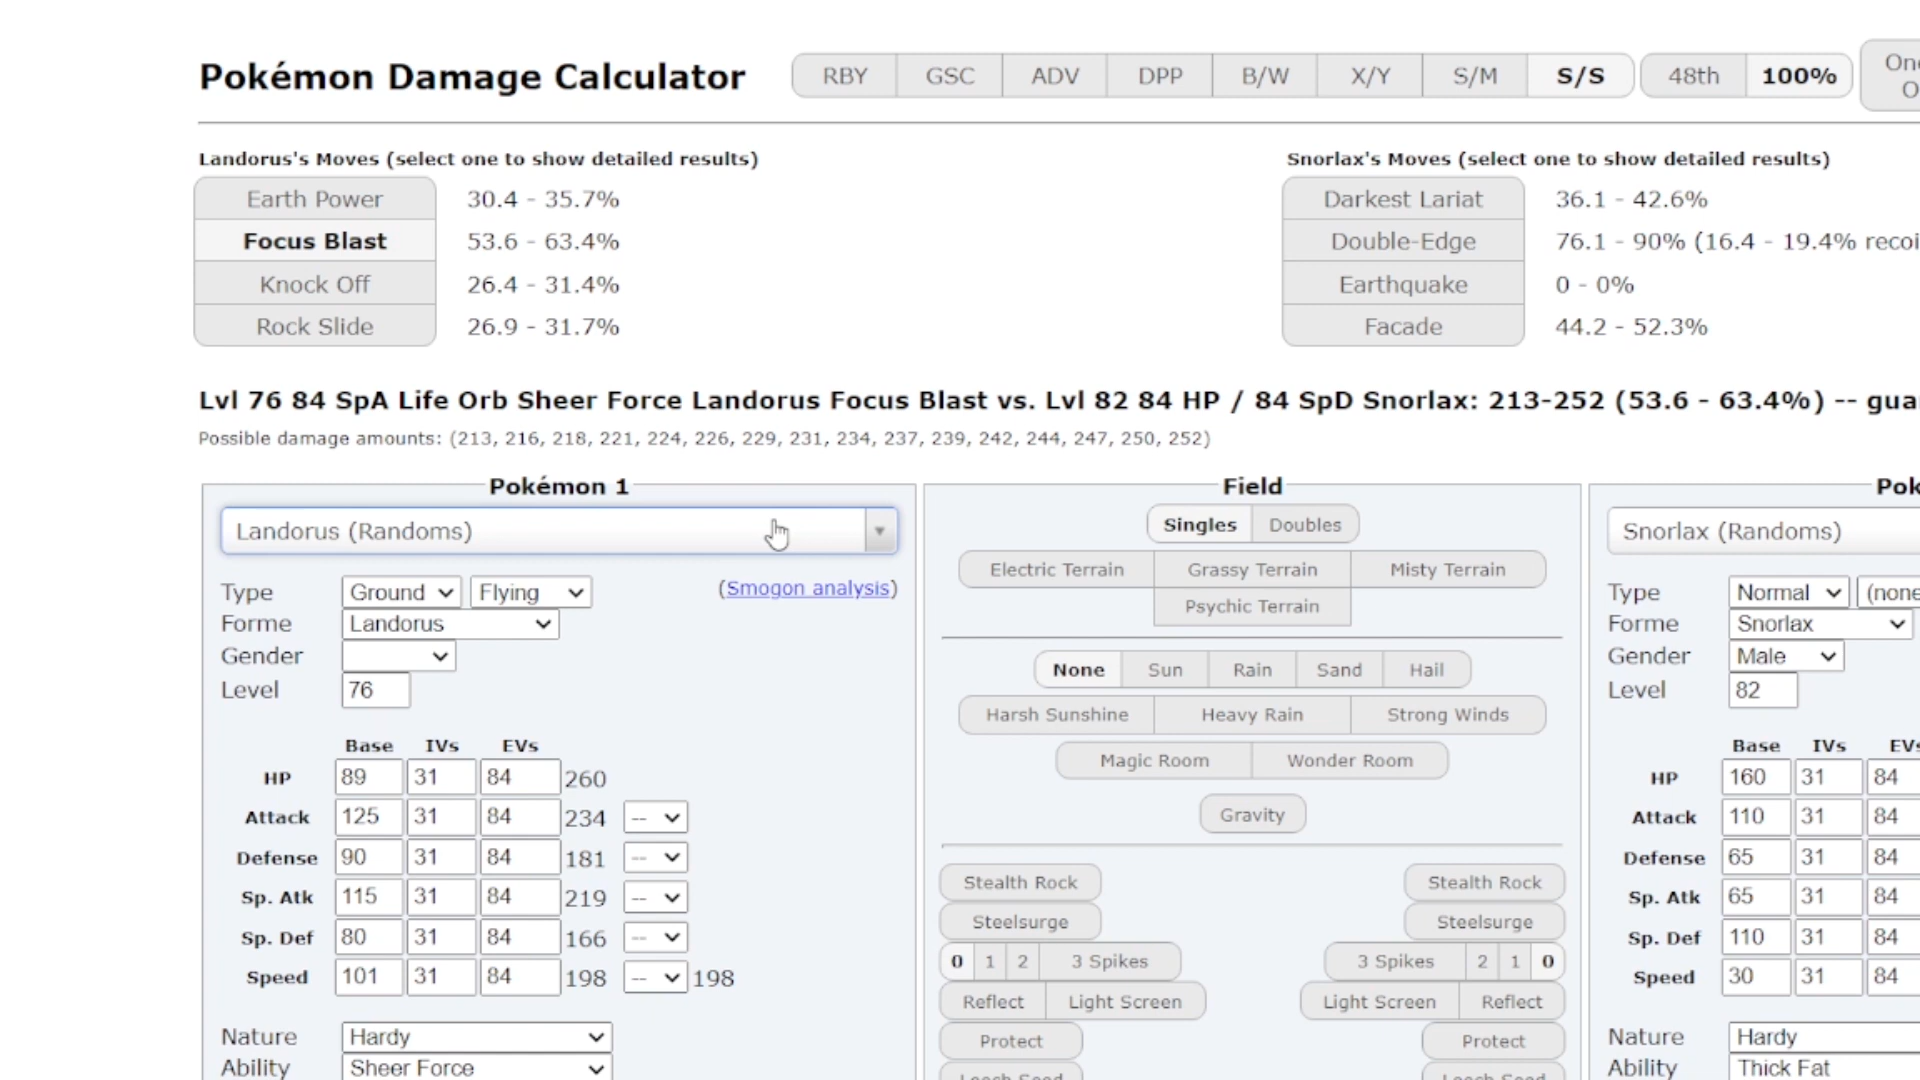 Pokémon Damage Calculator RBY GSC ADV DPP B/W X/Y S/M S/S 48th 100%
Landorus's Moves (select one to show detailed results) Snorlax's Moves (select one to show detailed results)
Earth Power 30.4 - 35.7% Darkest Lariat 36.1 - 42.6%
Focus Blast 53.6 - 63.4% Double-Edge 76.1 - 90% (16.4 - 19.4%
Knock Off 26.4 - 31.4% Earthquake 0 - 0%
Rock Slide 26.9 - 31.7% Facade 44.2 - 52.3%
Lvl 76 84 SpA Life Orb Sheer Force Landorus Focus Blast vs. Lvl 82 84 HP / 84 SpD Snorlax: 213-252 (53.6 - 63.4%) --
Possible damage amounts: (213, 216, 218, 221, 224, 226, 229, 231, 234, 237, 239, 242, 244, 247, 250, 252)
Pokémon 1 Field
Landorus (Randoms) Singles Doubles Snorlax (Randoms)
Electric Terrain Grassy Terrain Misty Terrain
Type Ground Flying (Smogon analysis) Psychic Terrain Type Normal
Forme Landorus Forme Snorlax
Gender Gender Male
Level 76 None Sun Rain Sand Hail Level 82
Harsh Sunshine Heavy Rain Strong Winds
Base IVs EVs Magic Room Wonder Room Base IVs EVs
HP 89 31 84 260 HP 160 31 84
Attack 125 31 84 234 -- Gravity Attack 110 31 84
Defense 90 31 84 181 -- Defense 65 31 84
Sp. Atk 115 31 84 219 -- Stealth Rock Stealth Rock Sp. Atk 65 31 84
Steelsurge Steelsurge
Sp. Def 80 31 84 166 -- Sp. Def 110 31 84
Speed 101 31 84 198 -- 198 0 1 2 3 Spikes 3 Spikes 2 1 0 Speed 30 31 84
Reflect Light Screen Light Screen Reflect
Nature Hardy Protect Protect Nature Hardy
Ability Sheer Force Leech Seed Leech Seed Ability Thick Fat